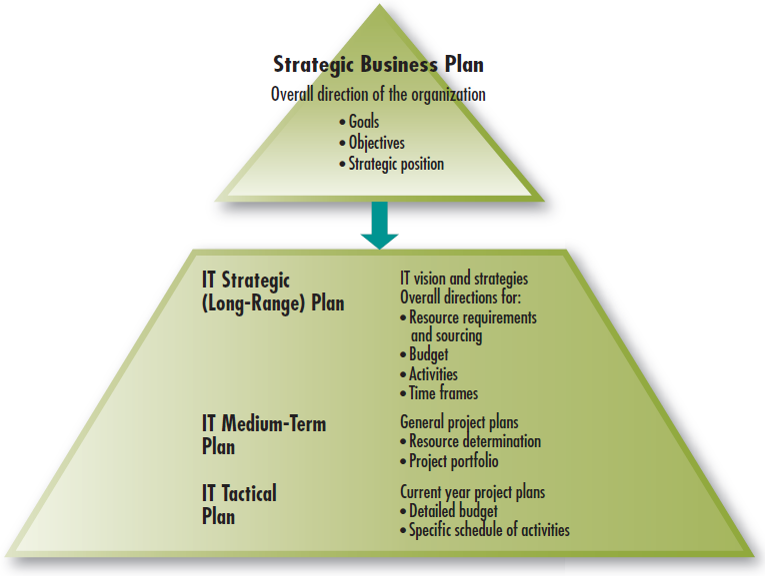 Strategic Business Plan
Overall direction of the organization
• Goals
• Objectives
• Strategic position
IT Strategic
(Long-Range) Plan
IT vision and strategies
Overall directions for:
• Resource requirements
and sourcing
• Budget
• Activities
• Time frames
IT Medium-Term
Plan
General project plans
• Resource determination
• Project portfolio
IT Tactical
Plan
Current year project plans
• Detailed budget
• Specific schedule of activities